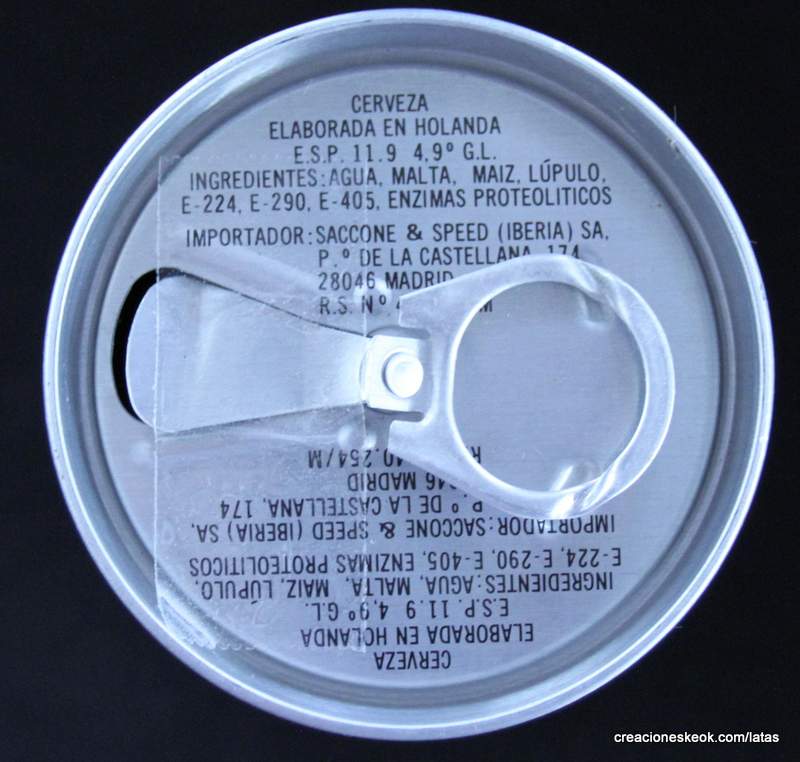 CERVEZA
ELABORADA EN HOLANDA
E.S.P. 11.9 4,9º G.L.
INGREDIENTES: AGUA, MALTA, MAIZ, LÚPULO,
E-224, E-290, E-405, ENZIMAS PROTEOLITICOS
IMPORTADOR: SACCONE & SPEED (IBERIA) SA.
P.º DE LA CASTELLANA, 174
28046 MADRID
R.S. Nº. M
CERVEZA
ELABORADA EN HOLANDA
E.S.P. 11.9 4,9º G.L.
INGREDIENTES: AGUA, MALTA, MAIZ, LÚPULO,
E-224, E-290, E-405, ENZIMAS PROTEOLITICOS
IMPORTADOR: SACCONE & SPEED (IBERIA) SA.
P.º DE LA CASTELLANA, 174
046 MADRID
R. 40.254/M
creacioneskeok.com/latas